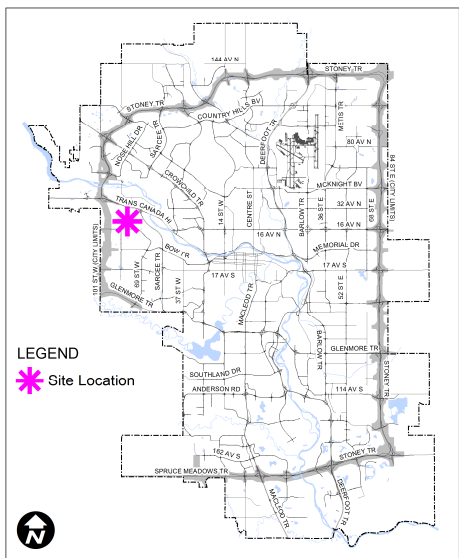 144 AV N
STONEY TR
STONEY TR
COUNTRY HILLS BV
NOSE HILL DR
SARCEE TR
DEERFOOT TR
METIS TR
80 AV N
CROWCHILD TR
MCKNIGHT BV
TRANS CANADA HI
14 ST W
CENTRE ST
BARLOW TR
36 ST E
32 AV N
68 ST E
84 ST E (CITY LIMITS)
16 AV N
16 AV N
MEMORIAL DR
101 ST W (CITY LIMITS)
69 ST W
SARCEE TR
BOW TR
37 ST W
17 AV S
17 AV S
GLENMORE TR
MACLEOD TR
52 ST E
BARLOW TR
GLENMORE TR
STONEY TR
LEGEND
Site Location
SOUTHLAND DR
ANDERSON RD
114 AV S
162 AV S
STONEY TR
SPRUCE MEADOWS TR
MACLEOD TR
DEERFOOT TR
N